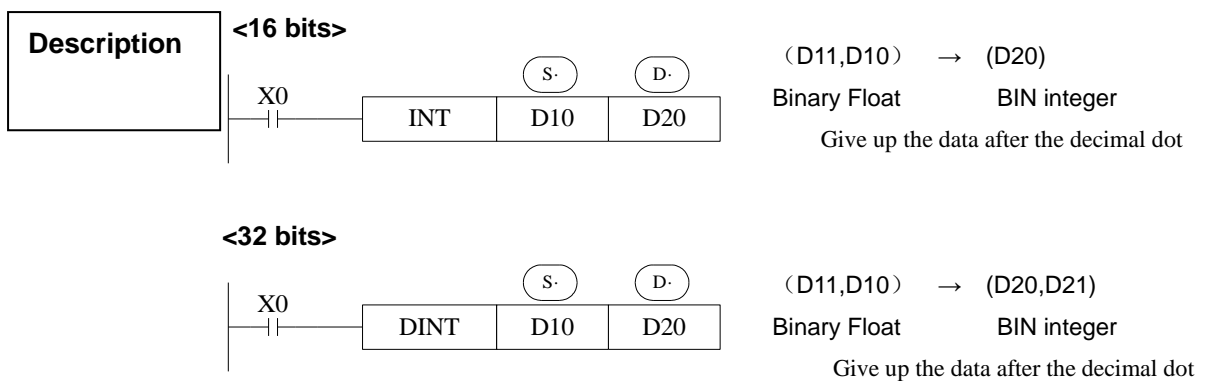 Description
<16 bits>
S· D·
X0
INT D10 D20
（D11,D10） → (D20)
Binary Float BIN integer
Give up the data after the decimal dot
<32 bits>
S· D·
X0
DINT D10 D20
（D11,D10） → (D20,D21)
Binary Float BIN integer
Give up the data after the decimal dot